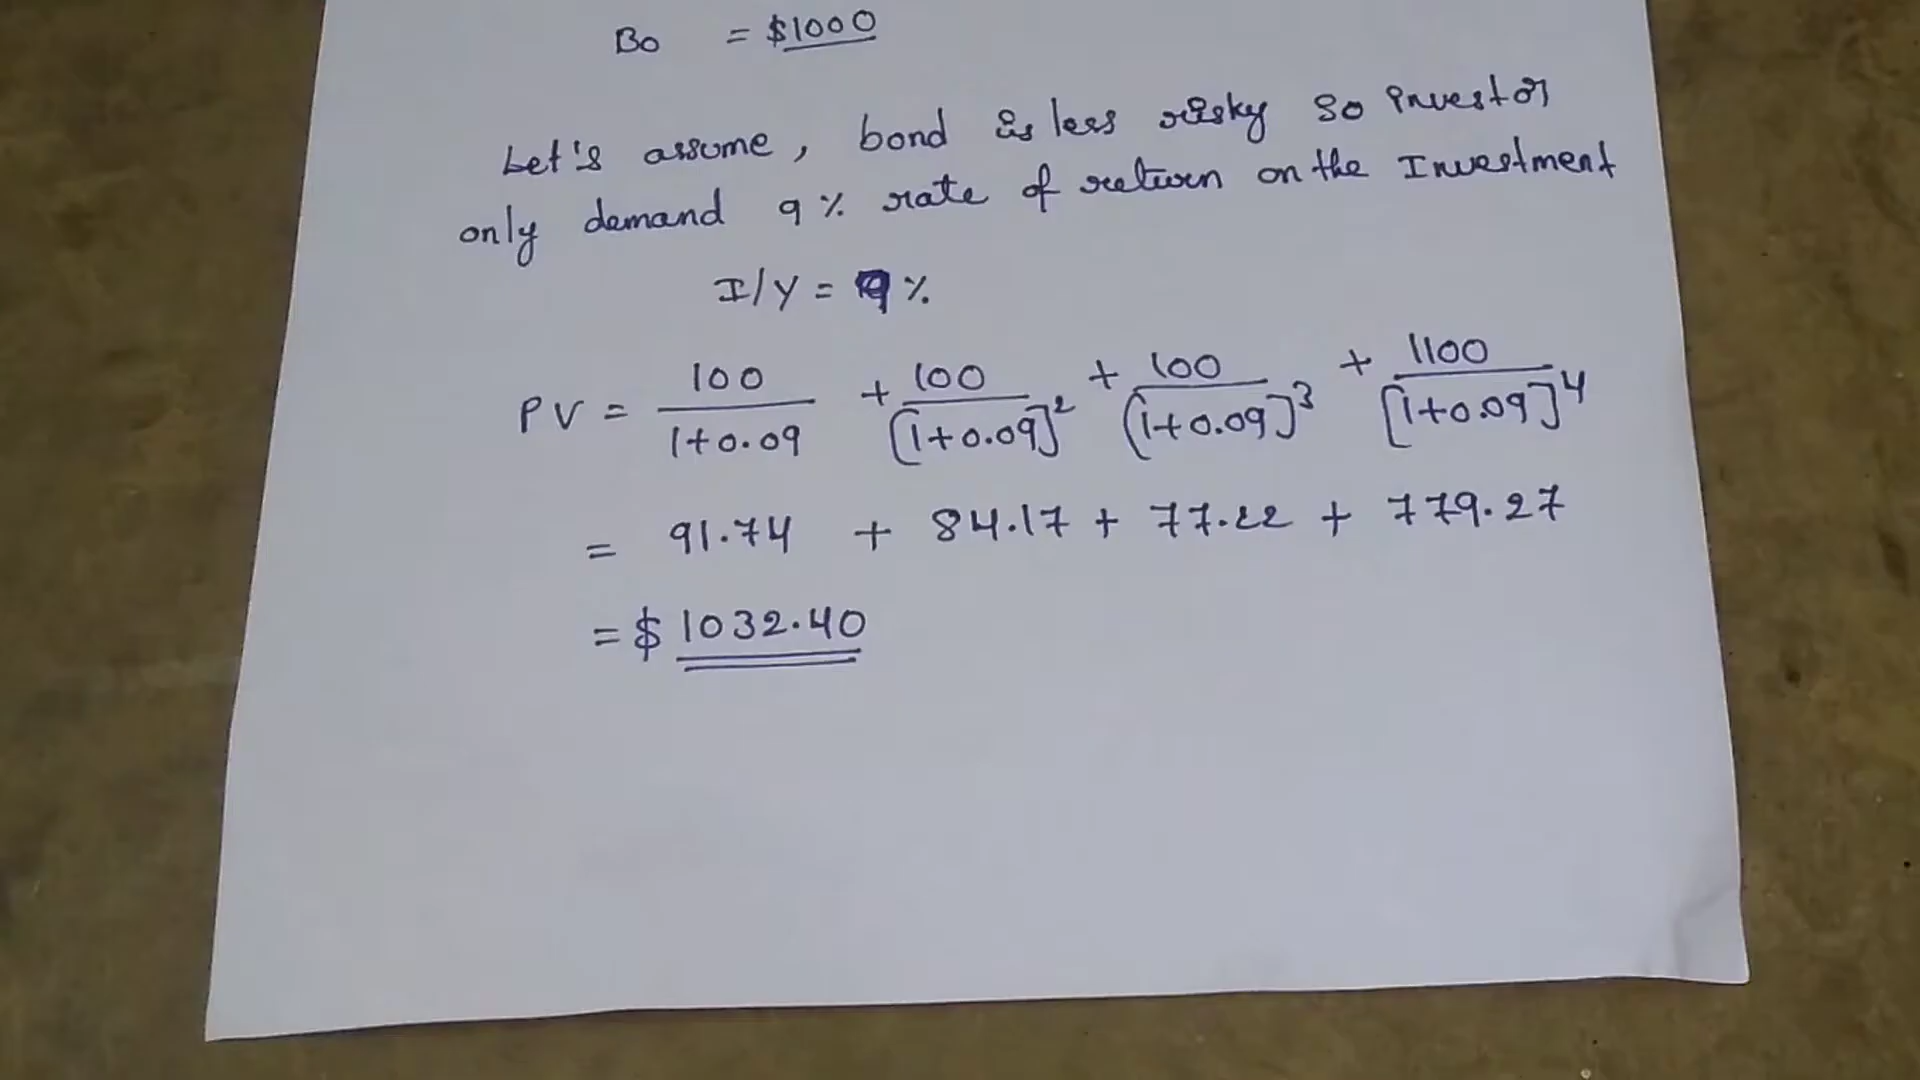 Bo = $1000
Let's assume, bond is less risky so investor
only demand 9% rate of return on the Investment
I/Y = 9%
PV = 100/1+0.09 + 100/[1+0.09]² + 100/[1+0.09]³ + 1100/[1+0.09]⁴
= 91.74 + 84.17 + 77.22 + 779.27
= $1032.40